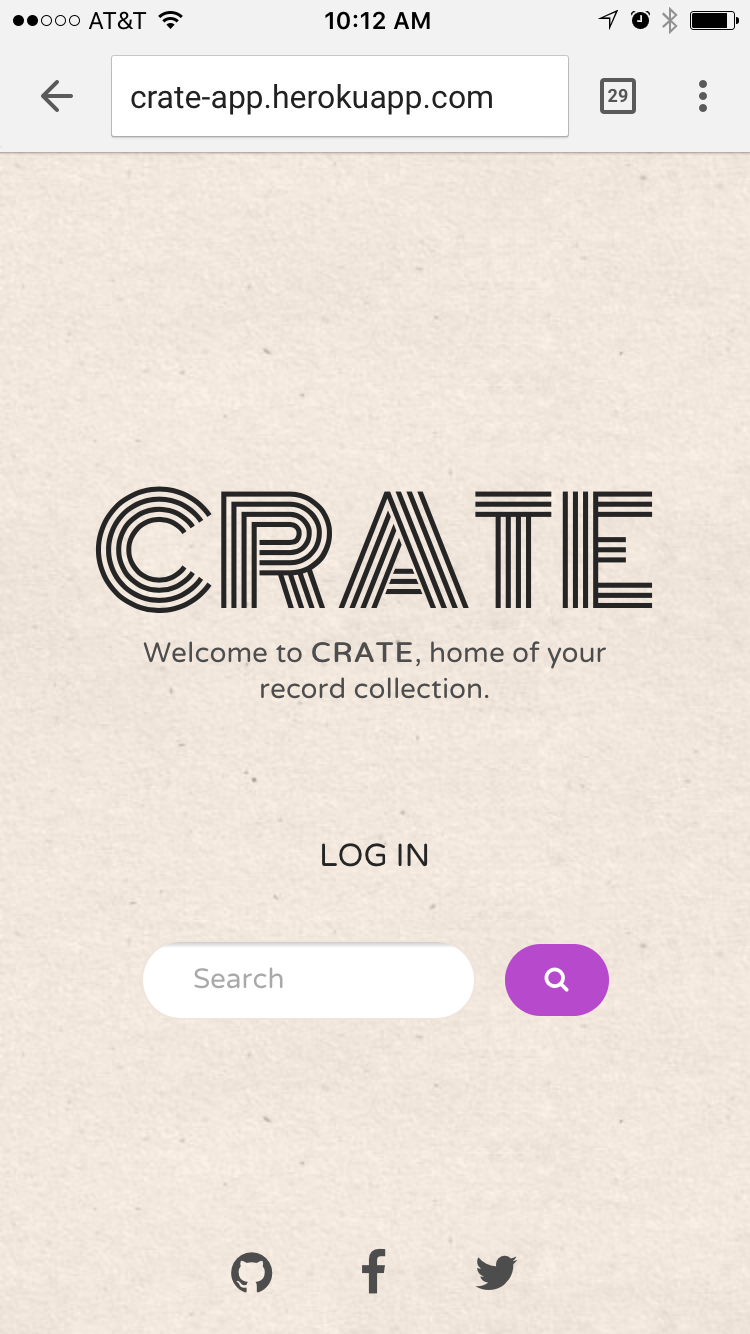 AT&T 10:12 AM
crate-app.herokuapp.com 29
CRATE
Welcome to CRATE, home of your
record collection.
LOG IN
Search